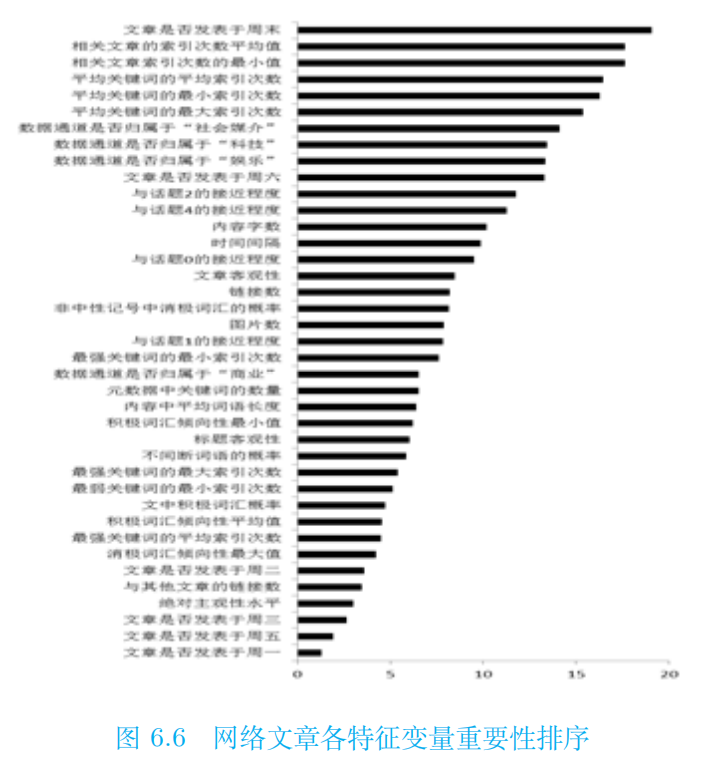 文章是否发表于周末
相关文章的索引次数平均值
相关文章索引次数的最小值
平均关键词的平均索引次数
平均关键词的最小索引次数
平均关键词的最大索引次数
数据通道是否归属于“社会媒介”
数据通道是否归属于“科技”
数据通道是否归属于“娱乐”
文章是否发表于周六
与话题2的接近程度
与话题4的接近程度
内容字数
时间间隔
与话题0的接近程度
文章客观性
链接数
非中性记号中消极词汇的概率
图片数
与话题1的接近程度
最强关键词的最小索引次数
数据通道是否归属于“商业”
元数据中关键词的数量
内容中平均词语长度
积极词汇倾向性最小值
标题客观性
不间断词语的概率
最强关键词的最大索引次数
最弱关键词的最小索引次数
文中积极词汇概率
积极词汇倾向性平均值
最强关键词的平均索引次数
消极词汇倾向性最大值
文章是否发表于周二
与其他文章的链接数
绝对主观性水平
文章是否发表于周三
文章是否发表于周五
文章是否发表于周一
0 5 10 15 20
图 6.6 网络文章各特征变量重要性排序